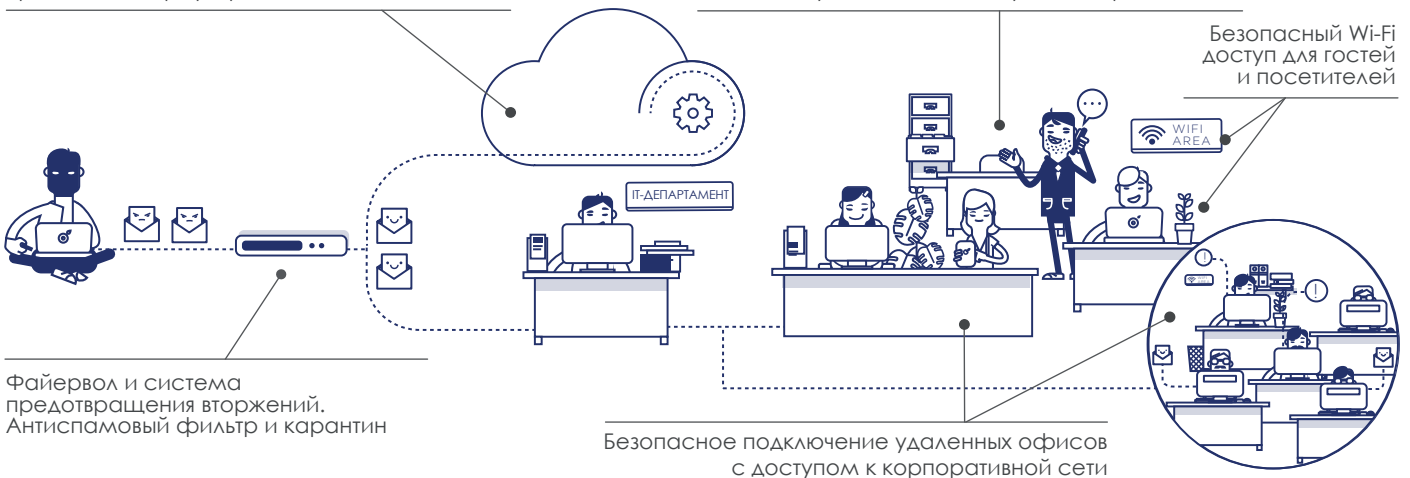 Безопасный Wi-Fi
доступ для гостей
и посетителей
WIFI
AREA
IT-ДЕПАРТАМЕНТ
Файервол и система
предотвращения вторжений.
Антиспамовый фильтр и карантин
Безопасное подключение удаленных офисов
с доступом к корпоративной сети